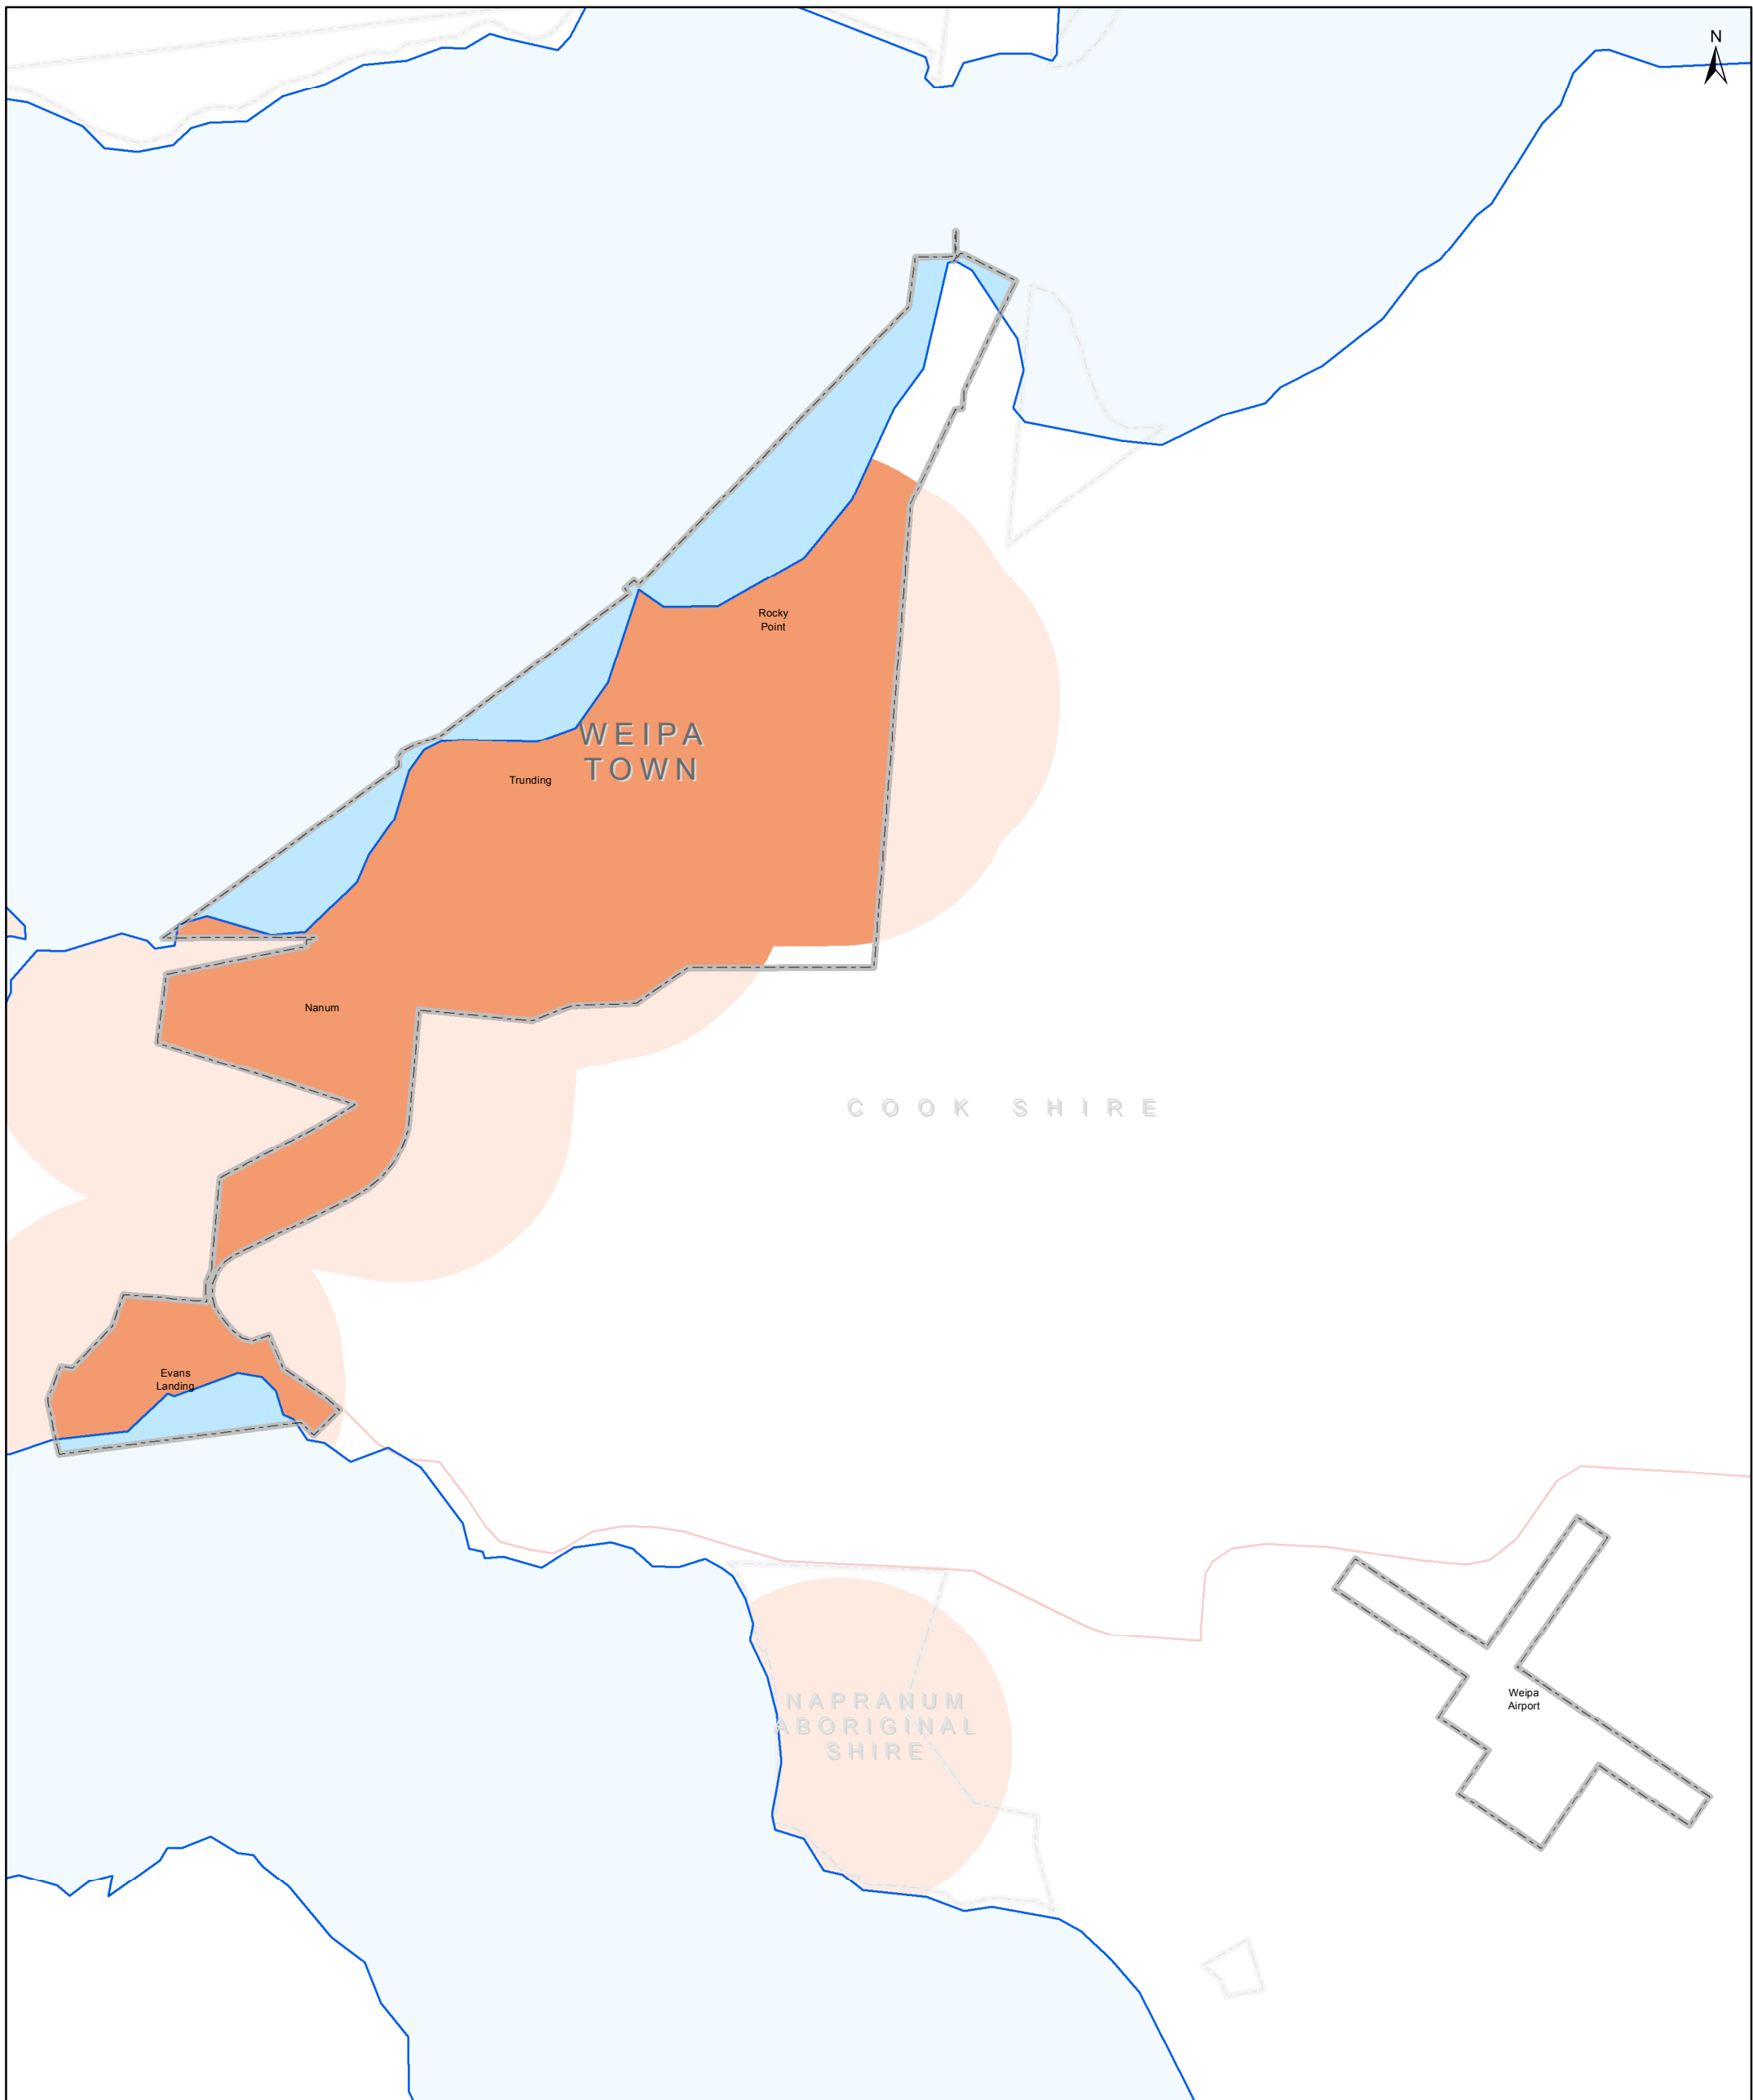 N
Rocky
Point
WEIPA
TOWN
Trunding
Nanum
COOK SHIRE
Evans
Landing
Weipa
Airport
NAPRANUM
ABORIGINAL
SHIRE